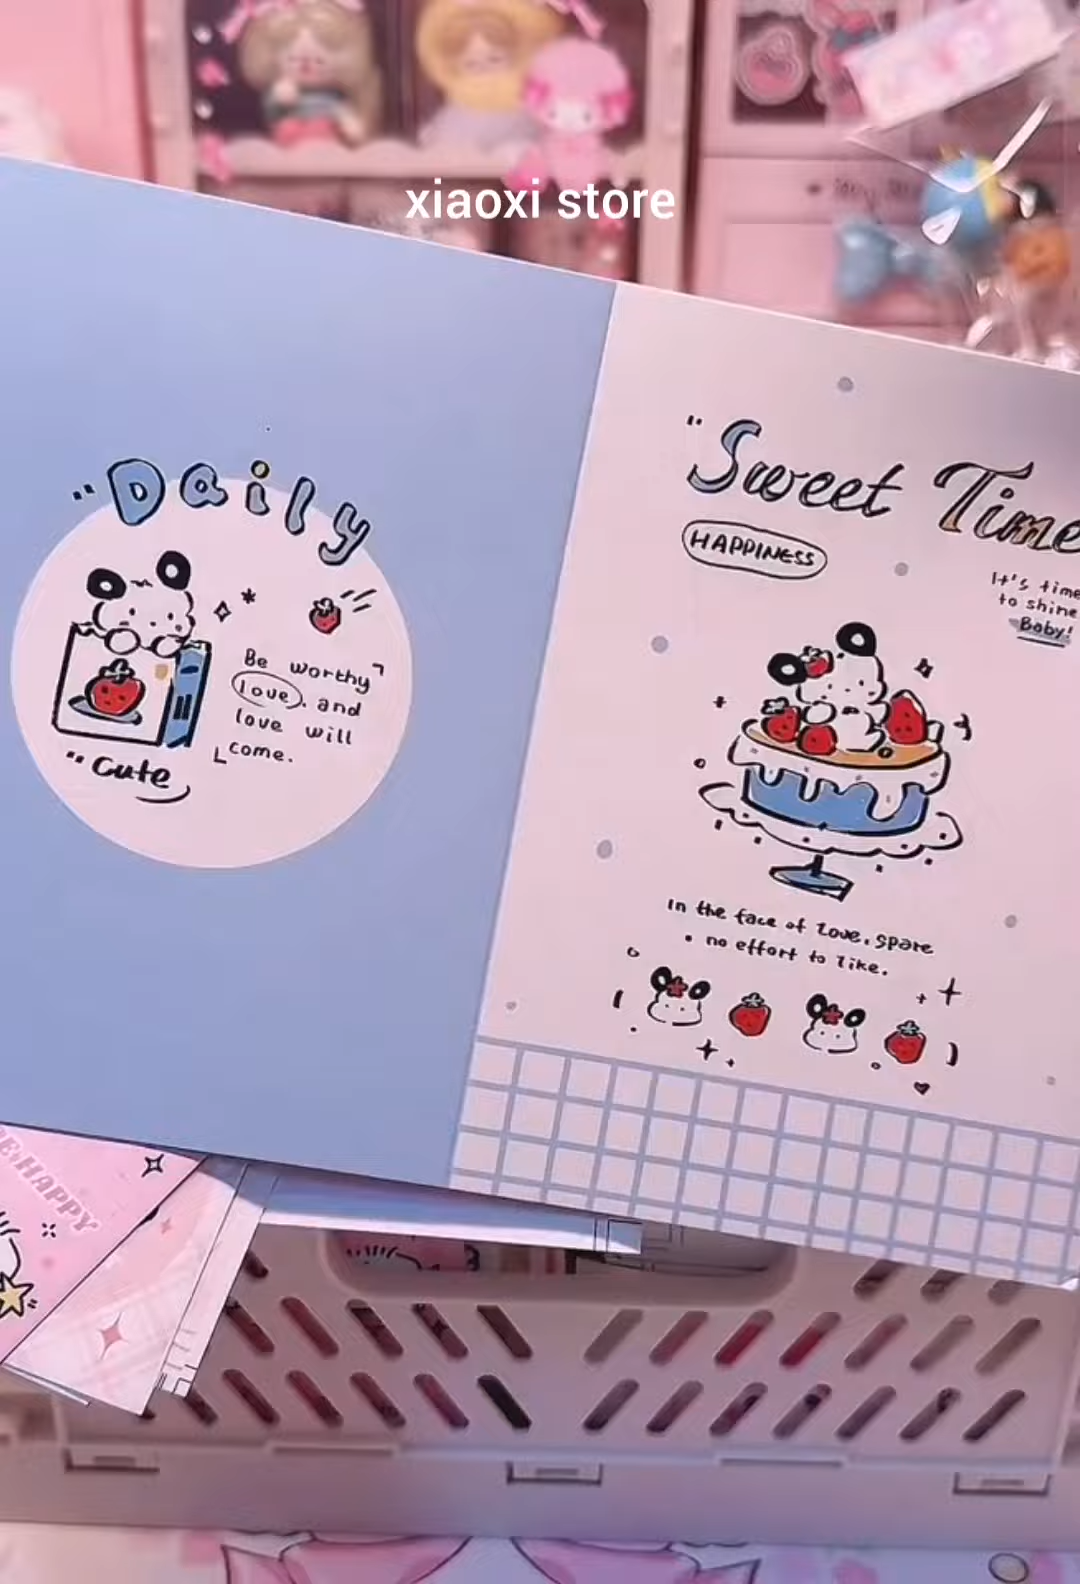 xiaoxi store
Daily
Be worthy
love, and
love will
come.
Cute
Sweet Time
HAPPINESS
It's time
to shine
Baby!
In the face of love, spare
no effort to like.
HAPPY